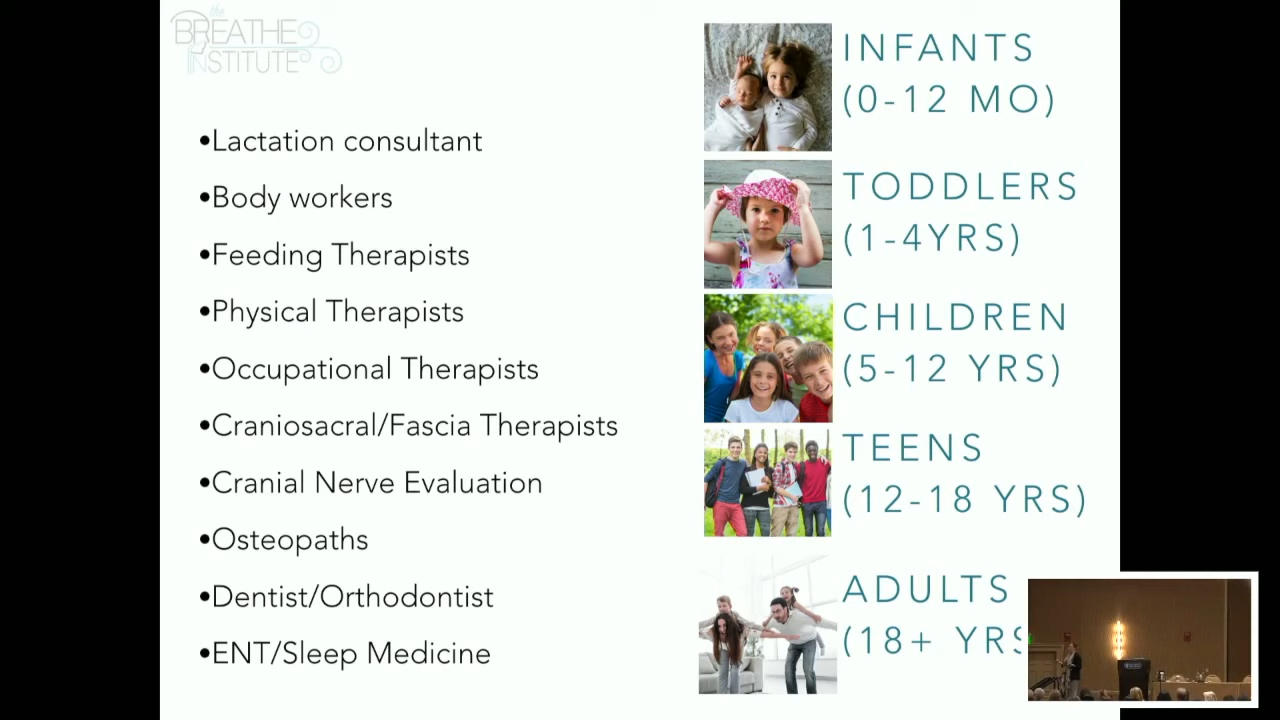 the
BREATHE
INSTITUTE
•Lactation consultant
•Body workers
•Feeding Therapists
•Physical Therapists
•Occupational Therapists
•Craniosacral/Fascia Therapists
•Cranial Nerve Evaluation
•Osteopaths
•Dentist/Orthodontist
•ENT/Sleep Medicine
INFANTS
(0-12 MO)
TODDLERS
(1-4YRS)
CHILDREN
(5-12 YRS)
TEENS
(12-18 YRS)
ADULTS
(18+ YRS